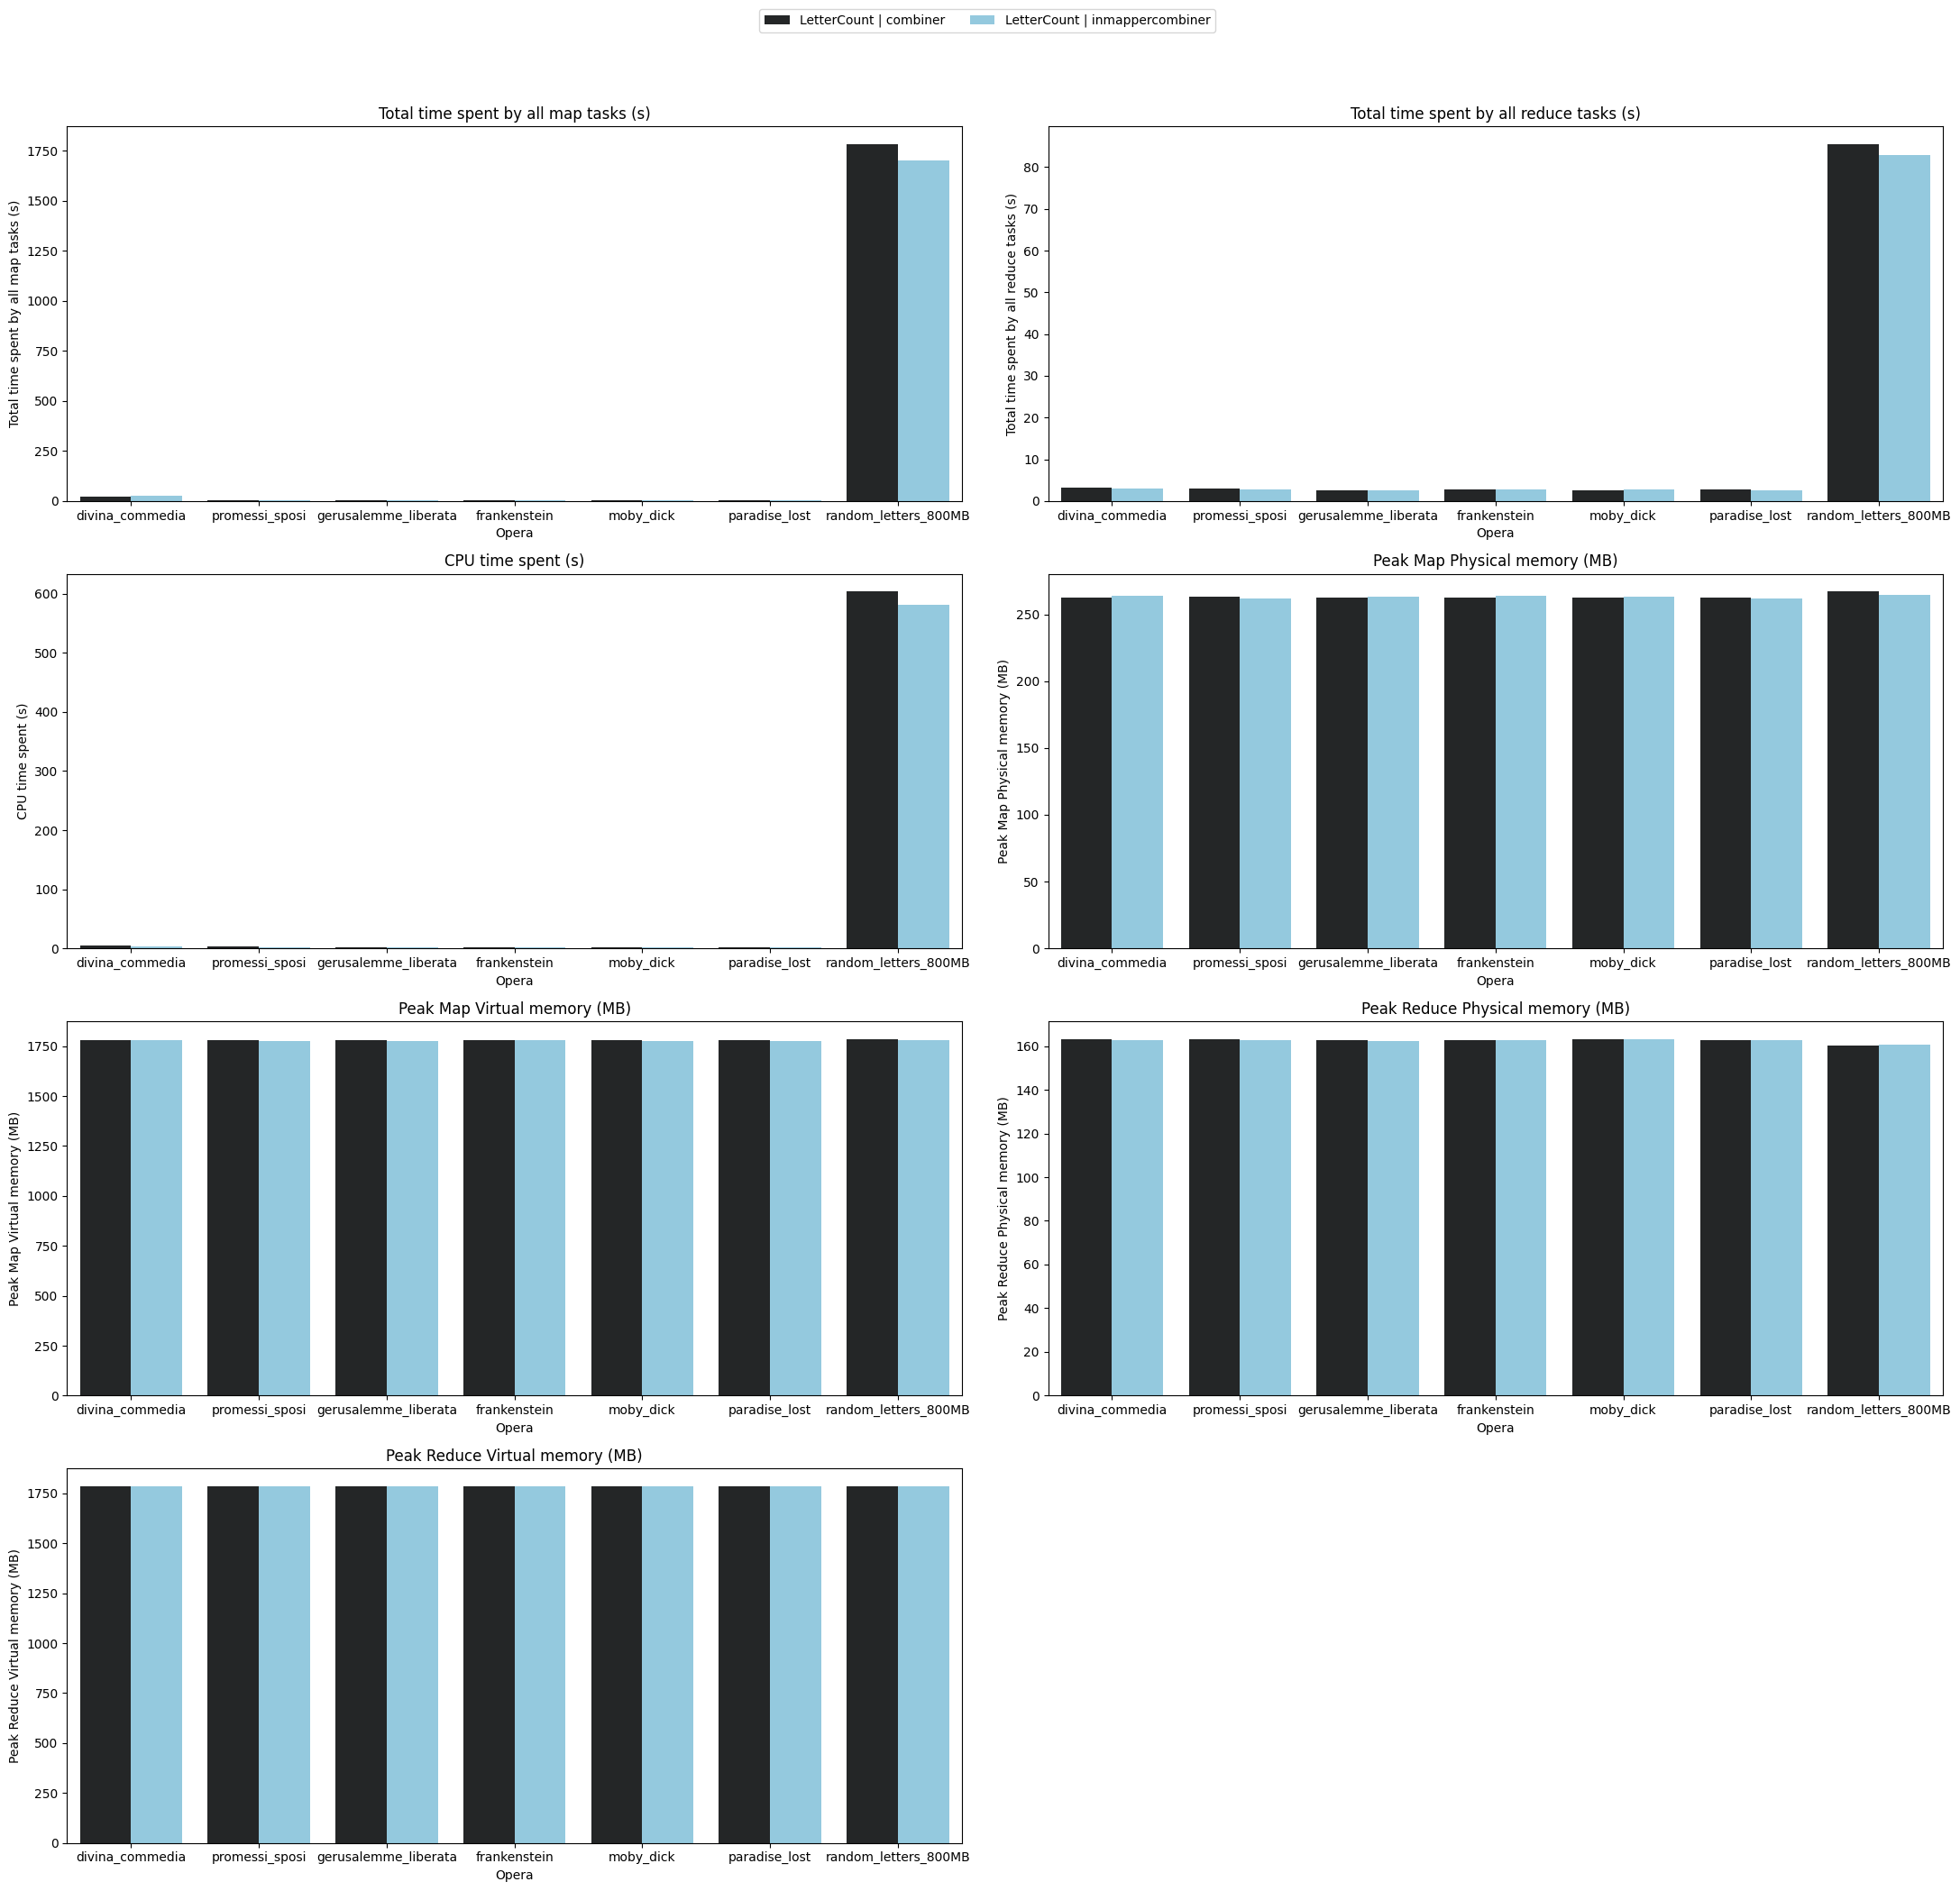 LetterCount | combiner LetterCount | inmappercombiner
Total time spent by all map tasks (s)
Total time spent by all map tasks (s)
1750
1500
1250
1000
750
500
250
0
divina_commedia promessi_sposi gerusalemme_liberata frankenstein moby_dick paradise_lost random_letters_800MB
Opera
Total time spent by all reduce tasks (s)
Total time spent by all reduce tasks (s)
80
70
60
50
40
30
20
10
0
divina_commedia promessi_sposi gerusalemme_liberata frankenstein moby_dick paradise_lost random_letters_800MB
Opera
CPU time spent (s)
CPU time spent (s)
600
500
400
300
200
100
0
divina_commedia promessi_sposi gerusalemme_liberata frankenstein moby_dick paradise_lost random_letters_800MB
Opera
Peak Map Physical memory (MB)
Peak Map Physical memory (MB)
250
200
150
100
50
0
divina_commedia promessi_sposi gerusalemme_liberata frankenstein moby_dick paradise_lost random_letters_800MB
Opera
Peak Map Virtual memory (MB)
Peak Map Virtual memory (MB)
1750
1500
1250
1000
750
500
250
0
divina_commedia promessi_sposi gerusalemme_liberata frankenstein moby_dick paradise_lost random_letters_800MB
Opera
Peak Reduce Physical memory (MB)
Peak Reduce Physical memory (MB)
160
140
120
100
80
60
40
20
0
divina_commedia promessi_sposi gerusalemme_liberata frankenstein moby_dick paradise_lost random_letters_800MB
Opera
Peak Reduce Virtual memory (MB)
Peak Reduce Virtual memory (MB)
1750
1500
1250
1000
750
500
250
0
divina_commedia promessi_sposi gerusalemme_liberata frankenstein moby_dick paradise_lost random_letters_800MB
Opera